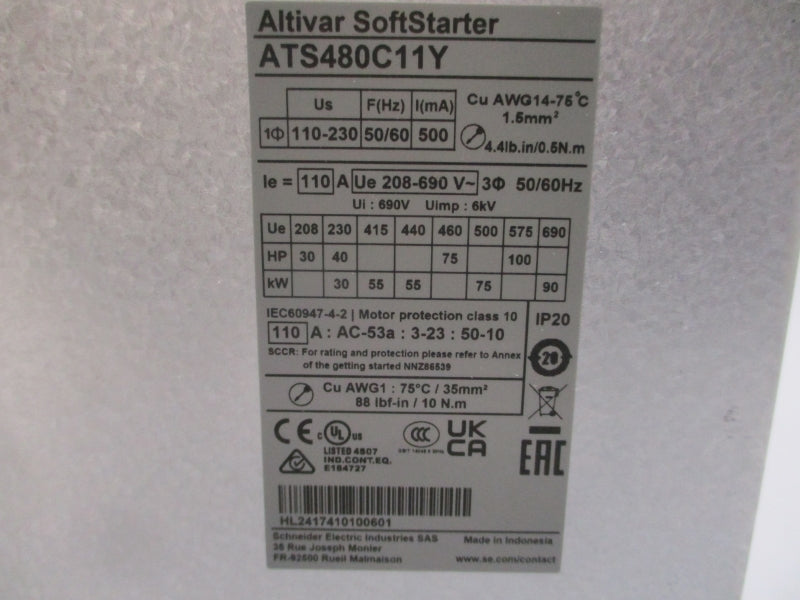 Altivar SoftStarter
ATS480C11Y
Us F(Hz) I(mA)
1Φ 110-230 50/60 500
Cu AWG14-75°C
1.5mm²
4.4lb.in/0.5N.m
Ie = 110 A Ue 208-690 V~ 3Φ 50/60Hz
Ui : 690V Uimp : 6kV
Ue 208 230 415 440 460 500 575 690
HP 30 40 75 100
kW 30 55 55 75 90
IEC60947-4-2 | Motor protection class 10
110 A : AC-53a : 3-23 : 50-10
SCCR: For rating and protection please refer to Annex
of the getting started NNZ86539
IP20
20
Cu AWG1 : 75°C / 35mm²
88 lbf-in / 10 N.m
CE c UL us
LISTED 4S07
IND.CONT.EQ.
E164727
CCC
UK
CA
EAC
HL2417410100601
Schneider Electric Industries SAS
35 Rue Joseph Monier
FR-92500 Rueil Malmaison
Made in Indonesia
www.se.com/contact